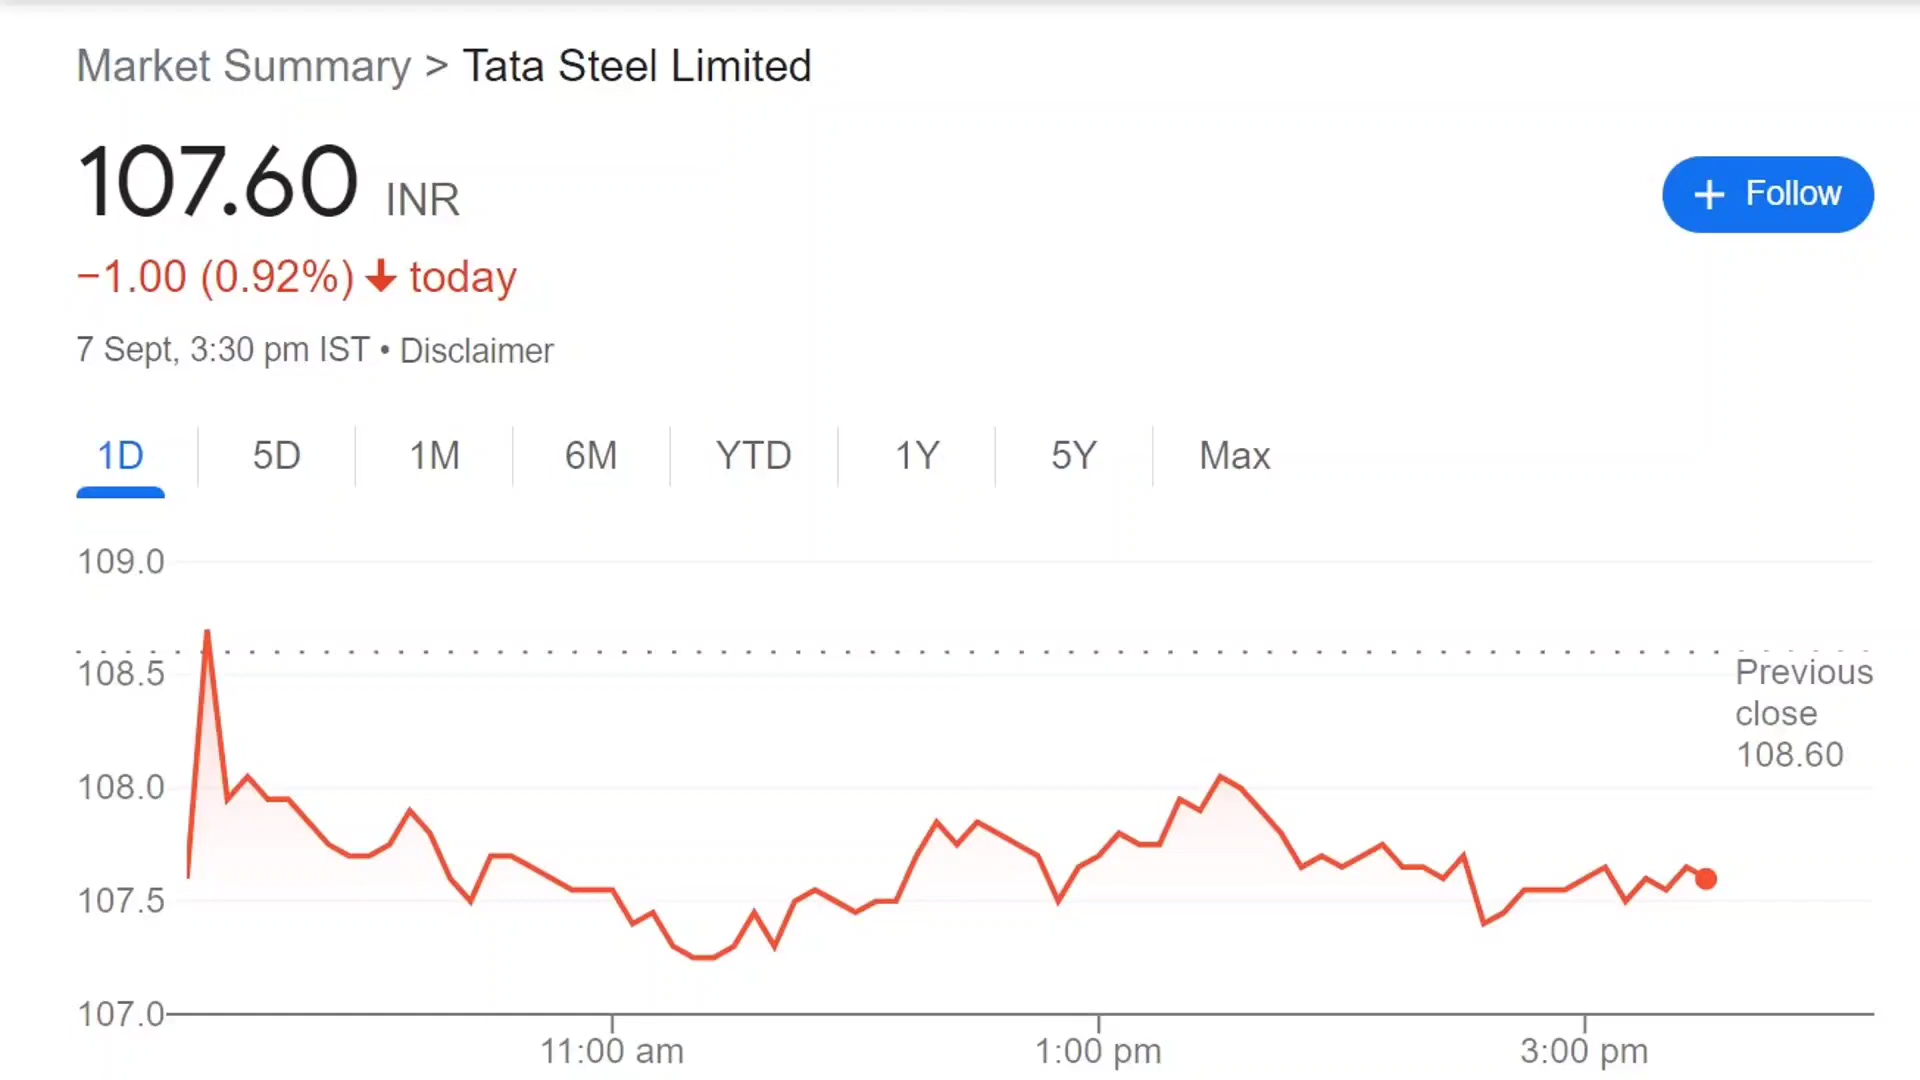 Market Summary > Tata Steel Limited
107.60 INR
+ Follow
−1.00 (0.92%) today
7 Sept, 3:30 pm IST • Disclaimer
1D 5D 1M 6M YTD 1Y 5Y Max
109.0
108.5
Previous
close
108.60
108.0
107.5
107.0
11:00 am 1:00 pm 3:00 pm